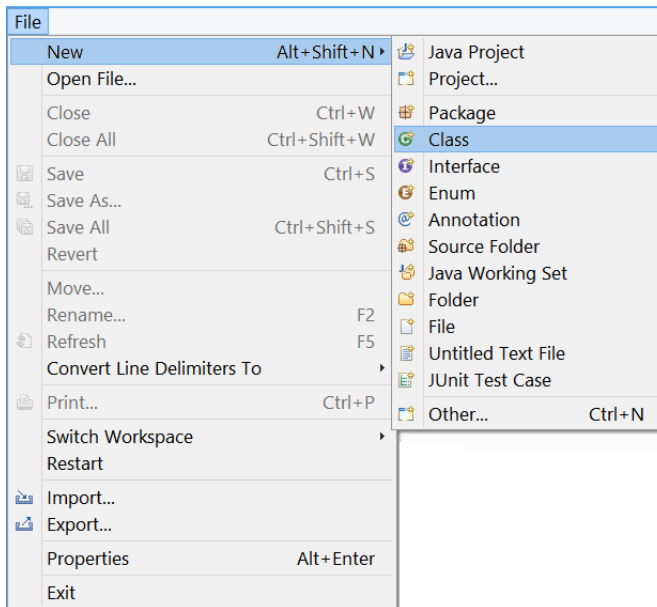 File
New Alt+Shift+N
Open File...
Close Ctrl+W
Close All Ctrl+Shift+W
Save Ctrl+S
Save As...
Save All Ctrl+Shift+S
Revert
Move...
Rename... F2
Refresh F5
Convert Line Delimiters To
Print... Ctrl+P
Switch Workspace
Restart
Import...
Export...
Properties Alt+Enter
Exit
Java Project
Project...
Package
Class
Interface
Enum
Annotation
Source Folder
Java Working Set
Folder
File
Untitled Text File
JUnit Test Case
Other... Ctrl+N